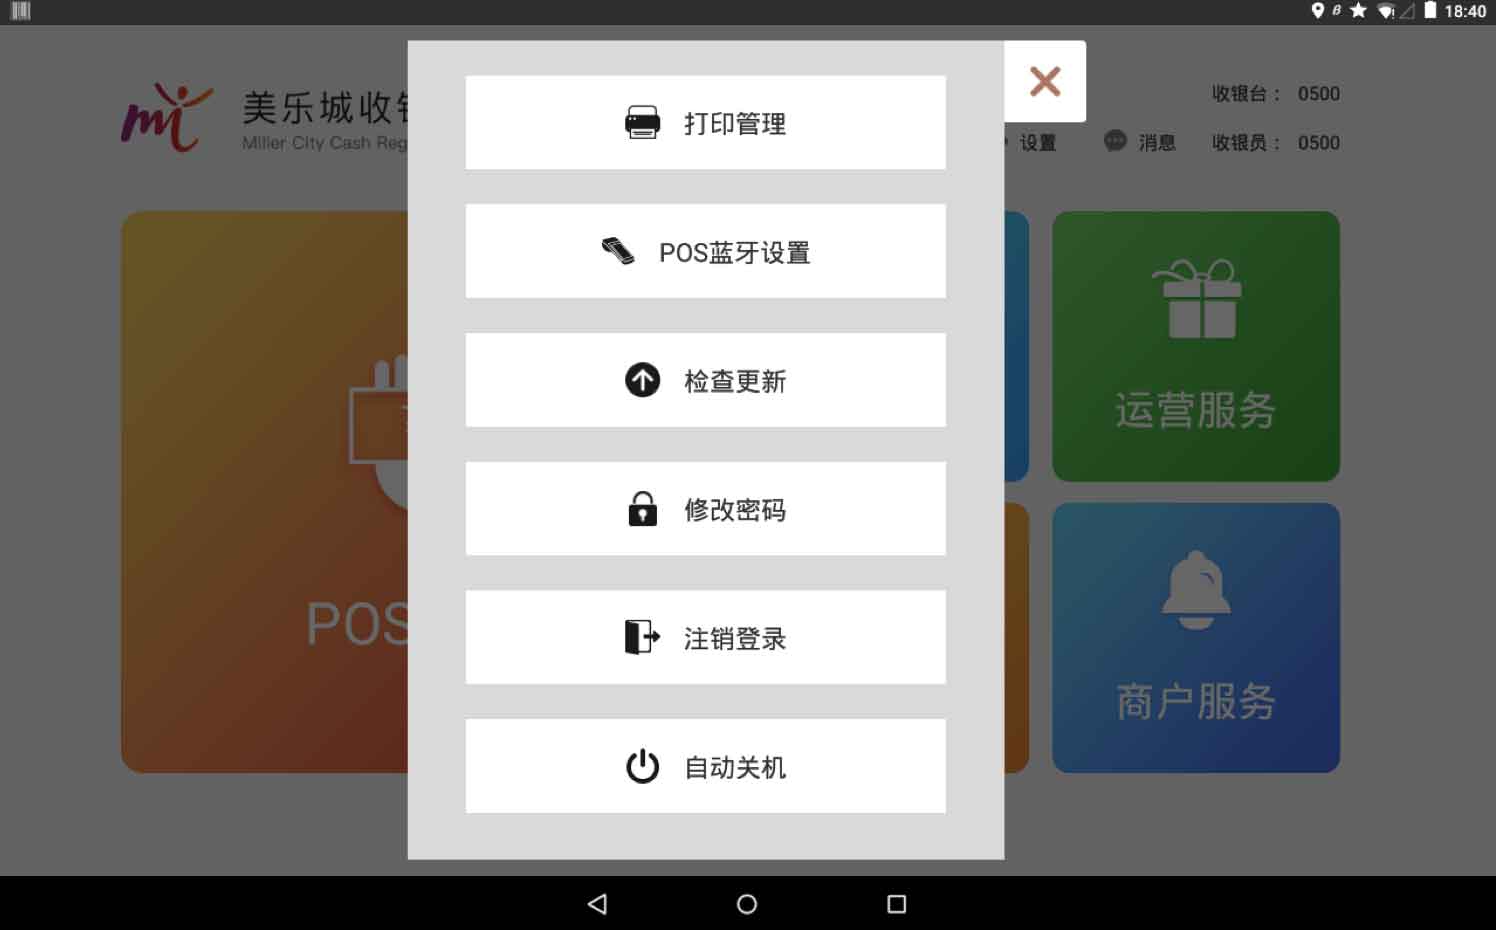 18:40
美乐城收
Miller City Cash Reg
收银台： 0500
设置
消息
收银员： 0500
打印管理
POS蓝牙设置
检查更新
修改密码
注销登录
自动关机
POS
运营服务
商户服务